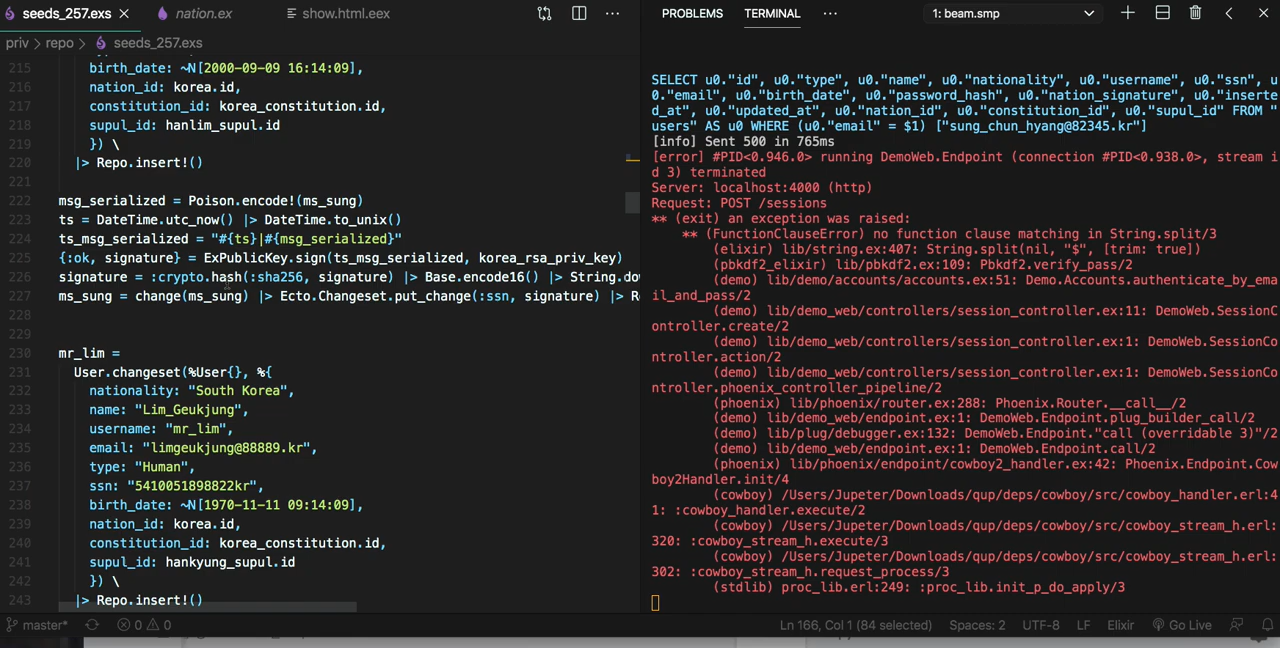 seeds_257.exs
nation.ex
show.html.eex
priv > repo > seeds_257.exs
215 birth_date: ~N[2000-09-09 16:14:09],
216 nation_id: korea.id,
217 constitution_id: korea_constitution.id,
218 supul_id: hanlim_supul.id
219 }) \
220 |> Repo.insert!()
221
222 msg_serialized = Poison.encode!(ms_sung)
223 ts = DateTime.utc_now() |> DateTime.to_unix()
224 ts_msg_serialized = "#{ts}|#{msg_serialized}"
225 {:ok, signature} = ExPublicKey.sign(ts_msg_serialized, korea_rsa_priv_key)
226 signature = :crypto.hash(:sha256, signature) |> Base.encode16() |> String.do
227 ms_sung = change(ms_sung) |> Ecto.Changeset.put_change(:ssn, signature) |> R
228
229
230 mr_lim =
231 User.changeset(%User{}, %{
232 nationality: "South Korea",
233 name: "Lim_Geukjung",
234 username: "mr_lim",
235 email: "limgeukjung@88889.kr",
236 type: "Human",
237 ssn: "5410051898822kr",
238 birth_date: ~N[1970-11-11 09:14:09],
239 nation_id: korea.id,
240 constitution_id: korea_constitution.id,
241 supul_id: hankyung_supul.id
242 }) \
243 |> Repo.insert!()
PROBLEMS TERMINAL ··· 1: beam.smp
SELECT u0."id", u0."type", u0."name", u0."nationality", u0."username", u0."ssn", u
0."email", u0."birth_date", u0."password_hash", u0."nation_signature", u0."inserte
d_at", u0."updated_at", u0."nation_id", u0."constitution_id", u0."supul_id" FROM "
users" AS u0 WHERE (u0."email" = $1) ["sung_chun_hyang@82345.kr"]
[info] Sent 500 in 765ms
[error] #PID<0.946.0> running DemoWeb.Endpoint (connection #PID<0.938.0>, stream i
d 3) terminated
Server: localhost:4000 (http)
Request: POST /sessions
** (exit) an exception was raised:
** (FunctionClauseError) no function clause matching in String.split/3
(elixir) lib/string.ex:407: String.split(nil, "$", [trim: true])
(pbkdf2_elixir) lib/pbkdf2.ex:109: Pbkdf2.verify_pass/2
(demo) lib/demo/accounts/accounts.ex:51: Demo.Accounts.authenticate_by_ema
il_and_pass/2
(demo) lib/demo_web/controllers/session_controller.ex:11: DemoWeb.SessionC
ontroller.create/2
(demo) lib/demo_web/controllers/session_controller.ex:1: DemoWeb.SessionCo
ntroller.action/2
(demo) lib/demo_web/controllers/session_controller.ex:1: DemoWeb.SessionCo
ntroller.phoenix_controller_pipeline/2
(phoenix) lib/phoenix/router.ex:288: Phoenix.Router.__call__/2
(demo) lib/demo_web/endpoint.ex:1: DemoWeb.Endpoint.plug_builder_call/2
(demo) lib/plug/debugger.ex:132: DemoWeb.Endpoint."call (overridable 3)"/2
(demo) lib/demo_web/endpoint.ex:1: DemoWeb.Endpoint.call/2
(phoenix) lib/phoenix/endpoint/cowboy2_handler.ex:42: Phoenix.Endpoint.Cow
boy2Handler.init/4
(cowboy) /Users/Jupeter/Downloads/qup/deps/cowboy/src/cowboy_handler.erl:4
1: :cowboy_handler.execute/2
(cowboy) /Users/Jupeter/Downloads/qup/deps/cowboy/src/cowboy_stream_h.erl:
320: :cowboy_stream_h.execute/3
(cowboy) /Users/Jupeter/Downloads/qup/deps/cowboy/src/cowboy_stream_h.erl:
302: :cowboy_stream_h.request_process/3
(stdlib) proc_lib.erl:249: :proc_lib.init_p_do_apply/3
master* 0 0 Ln 166, Col 1 (84 selected) Spaces: 2 UTF-8 LF Elixir Go Live